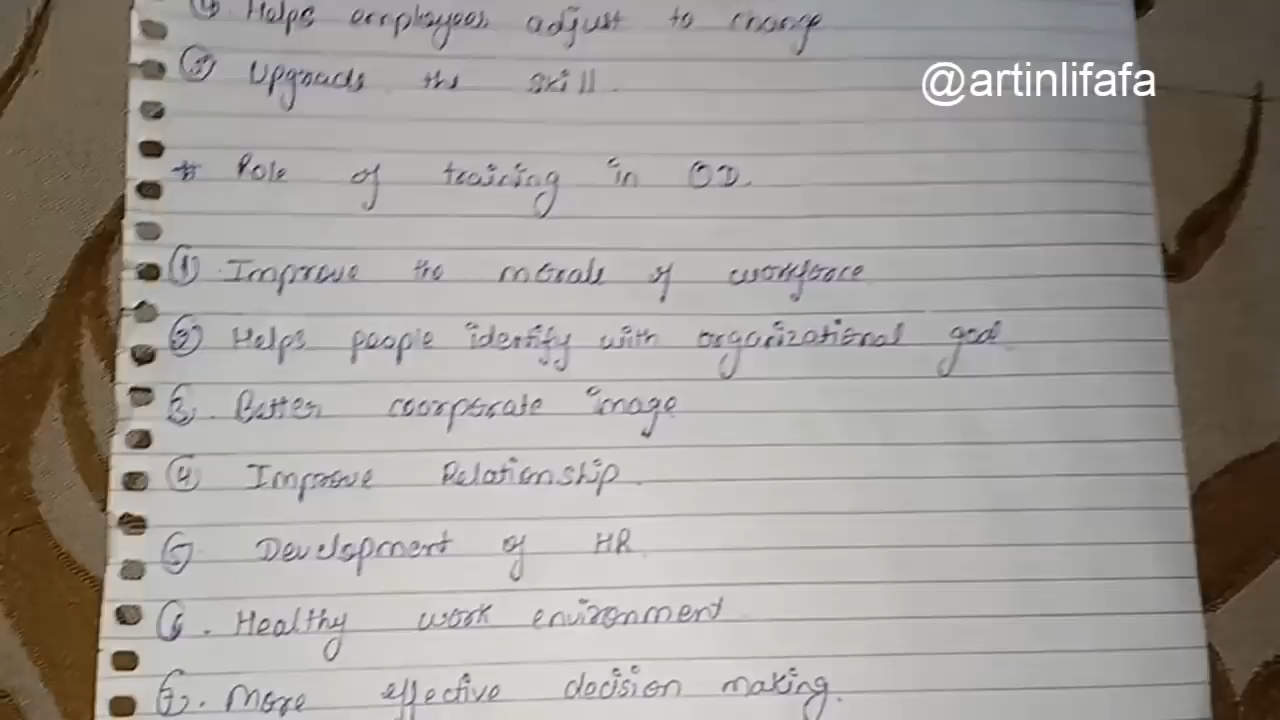 ④ Helps employees adjust to change
⑤ Upgrads the skill.
@artinlifafa
* Role of training in OD.
① Improve the morale of workforce
② Helps people identify with organizational goal
3. Better coorporate image
④ Improve Relationship.
⑤ Development of HR
6. Healthy work environment.
7. More effective decision making.